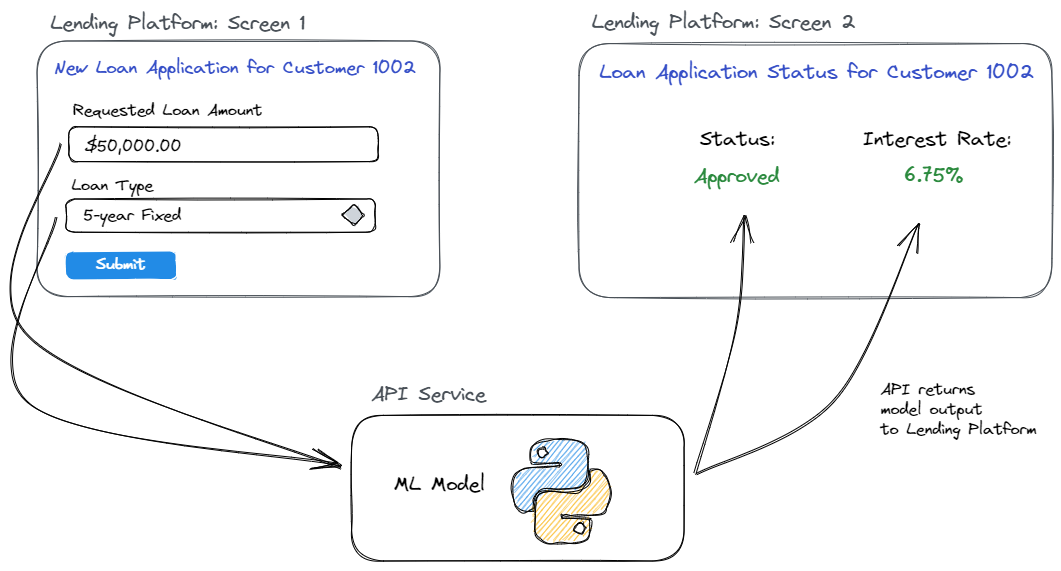 Lending Platform: Screen 1
New Loan Application for Customer 1002
Requested Loan Amount
$50,000.00
Loan Type
5-year Fixed
Submit
Lending Platform: Screen 2
Loan Application Status for Customer 1002
Status:
Approved
Interest Rate:
6.75%
API Service
ML Model
API returns
model output
to Lending Platform